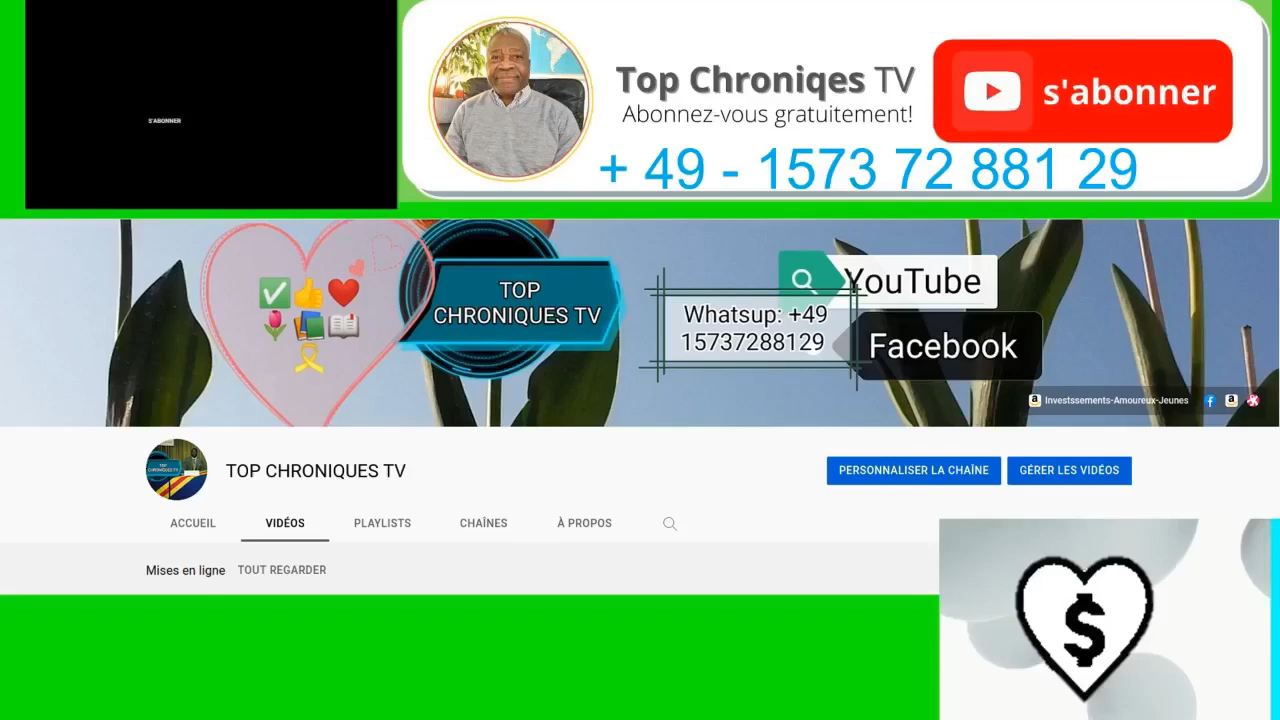 S'ABONNER
Top Chroniqes TV
Abonnez-vous gratuitement!
s'abonner
+ 49 - 1573 72 881 29
TOP
CHRONIQUES TV
YouTube
Whatsup: +49
15737288129
Facebook
Investssements-Amoureux-Jeunes
TOP CHRONIQUES TV
PERSONNALISER LA CHAÎNE
GÉRER LES VIDÉOS
ACCUEIL
VIDÉOS
PLAYLISTS
CHAÎNES
À PROPOS
Mises en ligne
TOUT REGARDER
$